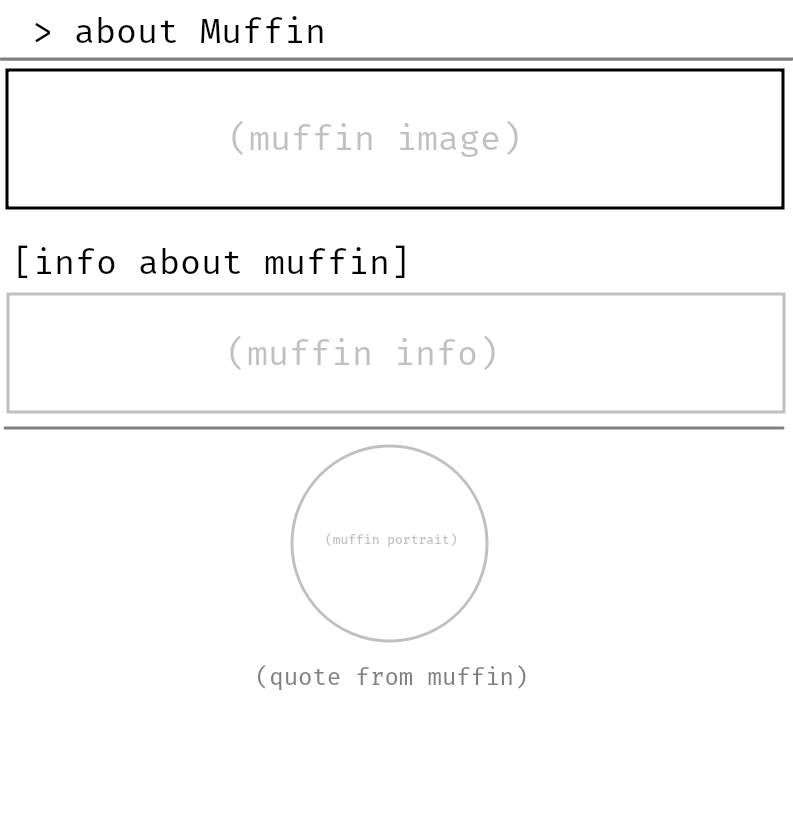 > about Muffin
(muffin image)
[info about muffin]
(muffin info)
(muffin portrait)
(quote from muffin)